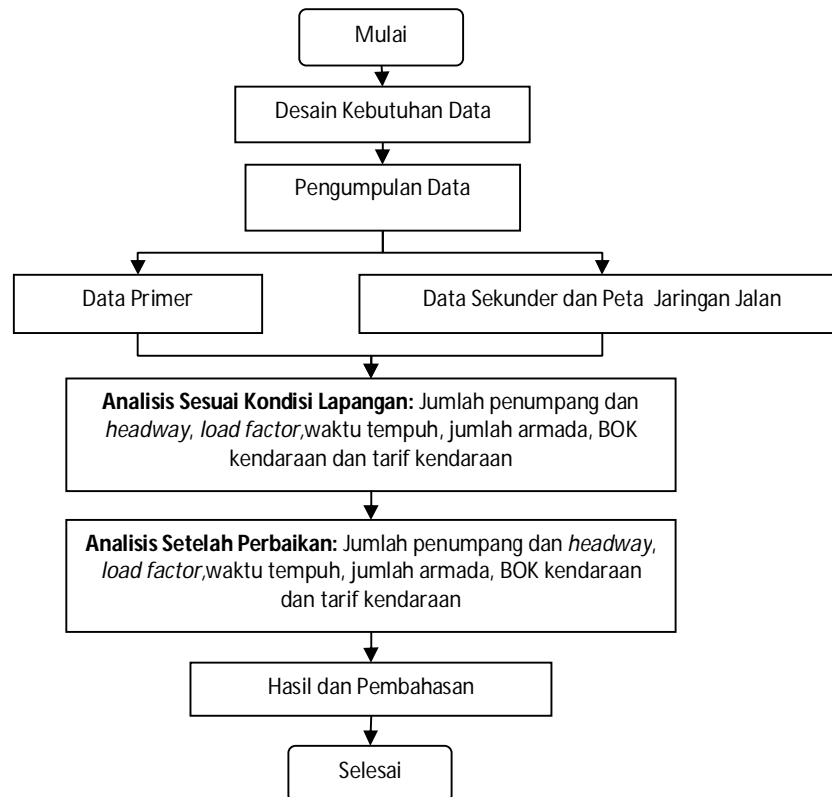 Mulai
Desain Kebutuhan Data
Pengumpulan Data
Data Primer
Data Sekunder dan Peta Jaringan Jalan
Analisis Sesuai Kondisi Lapangan: Jumlah penumpang dan
headway, load factor,waktu tempuh, jumlah armada, BOK
kendaraan dan tarif kendaraan
Analisis Setelah Perbaikan: Jumlah penumpang dan headway,
load factor,waktu tempuh, jumlah armada, BOK kendaraan
dan tarif kendaraan
Hasil dan Pembahasan
Selesai